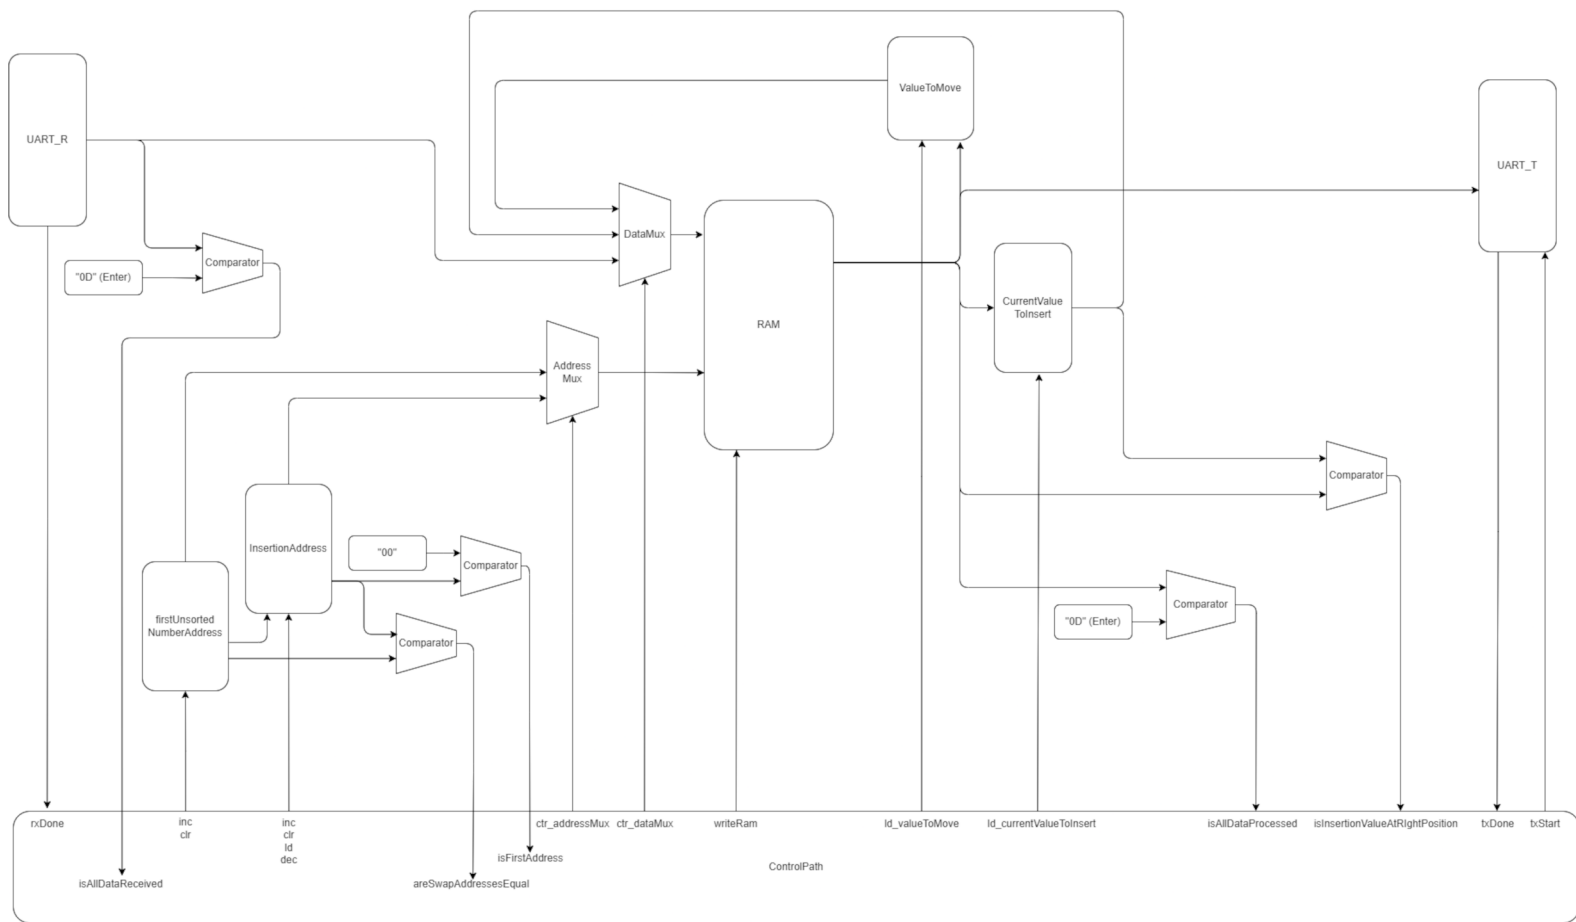 ValueToMove
UART_R
UART_T
DataMux
Comparator
"0D" (Enter)
CurrentValue
ToInsert
RAM
Address
Mux
Comparator
InsertionAddress
"00"
Comparator
firstUnsorted
NumberAddress
Comparator
Comparator
"0D" (Enter)
rxDone
inc
clr
inc
clr
ld
dec
ctr_addressMux
ctr_dataMux
writeRam
ld_valueToMove
ld_currentValueToInsert
isAllDataProcessed
isInsertionValueAtRIghtPosition
txDone
txStart
isFirstAddress
ControlPath
isAllDataReceived
areSwapAddressesEqual